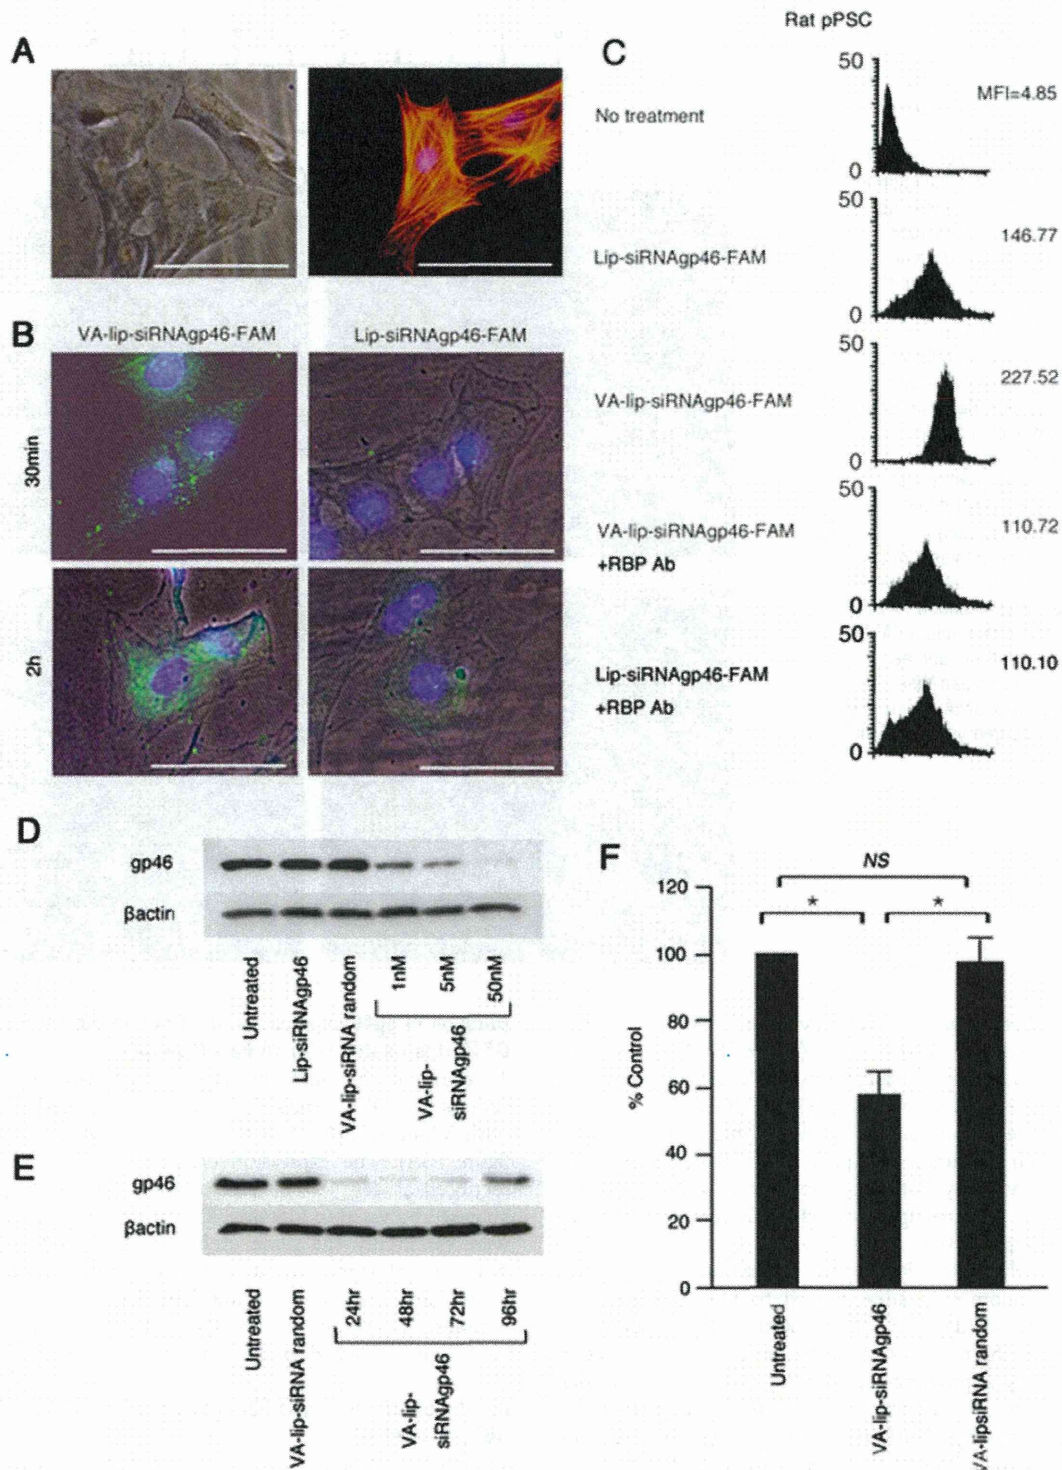 A
B
VA-lip-siRNAgp46-FAM
Lip-siRNAgp46-FAM
30min
2h
Rat pPSC
C
No treatment
50
0
MFI=4.85
Lip-siRNAgp46-FAM
50
0
146.77
VA-lip-siRNAgp46-FAM
50
0
227.52
VA-lip-siRNAgp46-FAM
+RBP Ab
50
0
110.72
Lip-siRNAgp46-FAM
+RBP Ab
50
0
110.10
D
gp46
βactin
Untreated
Lip-siRNAgp46
VA-lip-siRNA random
1nM
5nM
50nM
VA-lip-
siRNAgp46
E
gp46
βactin
Untreated
VA-lip-siRNA random
24hr
48hr
72hr
96hr
VA-lip-
siRNAgp46
F
NS
*
*
% Control
120
100
80
60
40
20
0
Untreated
VA-lip-siRNAgp46
VA-lipsiRNA random